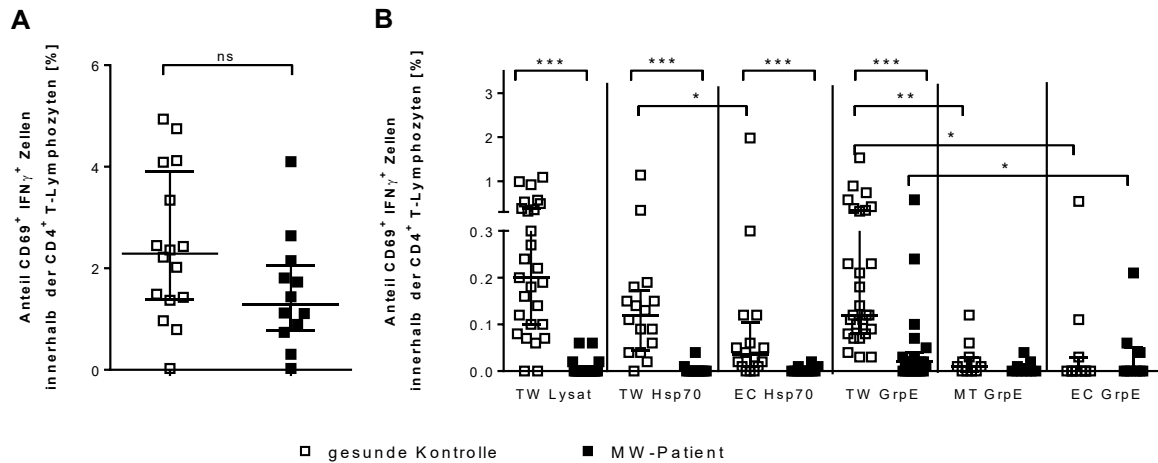 A
Anteil CD69⁺ IFNγ⁺ Zellen
innerhalb der CD4⁺ T-Lymphozyten [%]
6
4
2
0
ns
B
Anteil CD69⁺ IFNγ⁺ Zellen
innerhalb der CD4⁺ T-Lymphozyten [%]
3
2
1
0.3
0.2
0.1
0.0
*** *** *** ***
* **
*
*
TW Lysat TW Hsp70 EC Hsp70 TW GrpE MT GrpE EC GrpE
gesunde Kontrolle MW-Patient